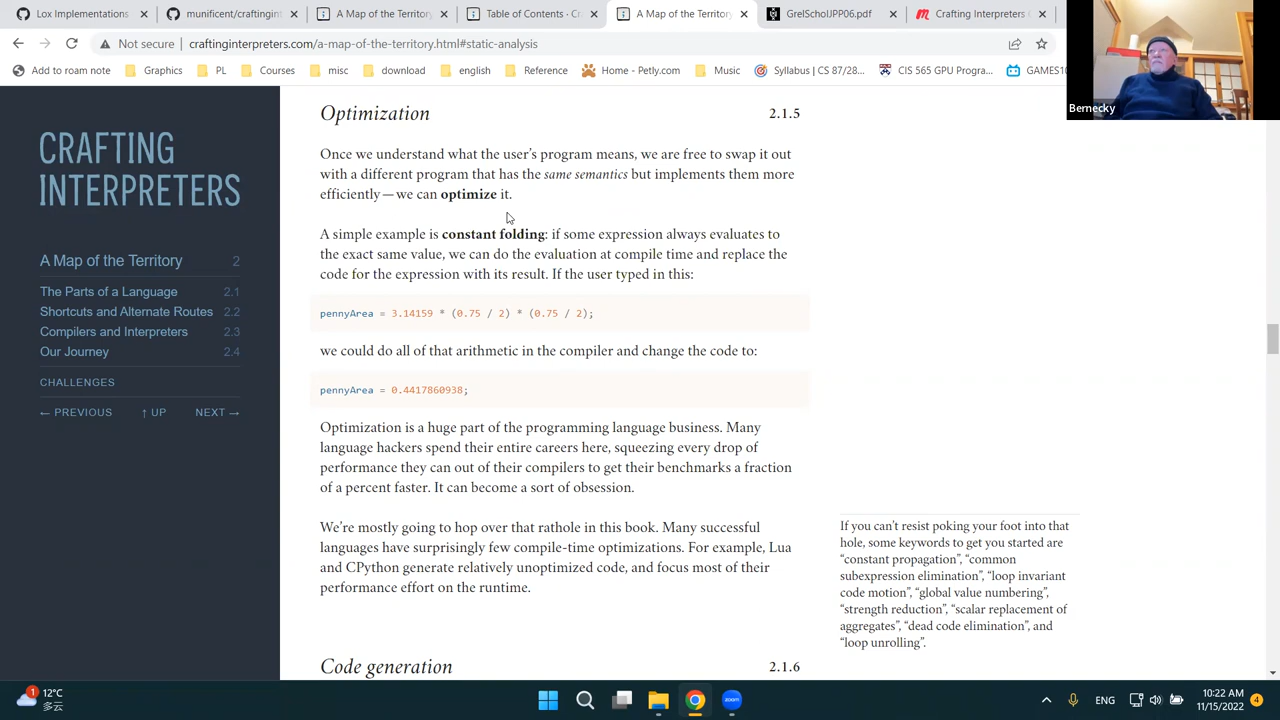 Lox Implementations
munificent/craftingint
A Map of the Territory
Table of Contents · Cra
A Map of the Territory
GrelScholJPP06.pdf
Crafting Interpreters
Not secure
craftinginterpreters.com/a-map-of-the-territory.html#static-analysis
Add to roam note
Graphics
PL
Courses
misc
download
english
Reference
Home - Petly.com
Music
Syllabus | CS 87/28...
CIS 565 GPU Progra...
GAMES10
Bernecky
CRAFTING
INTERPRETERS
A Map of the Territory 2
The Parts of a Language 2.1
Shortcuts and Alternate Routes 2.2
Compilers and Interpreters 2.3
Our Journey 2.4
CHALLENGES
← PREVIOUS ↑ UP NEXT →
Optimization 2.1.5
Once we understand what the user's program means, we are free to swap it out
with a different program that has the same semantics but implements them more
efficiently—we can optimize it.
A simple example is constant folding: if some expression always evaluates to
the exact same value, we can do the evaluation at compile time and replace the
code for the expression with its result. If the user typed in this:
pennyArea = 3.14159 * (0.75 / 2) * (0.75 / 2);
we could do all of that arithmetic in the compiler and change the code to:
pennyArea = 0.4417860938;
Optimization is a huge part of the programming language business. Many
language hackers spend their entire careers here, squeezing every drop of
performance they can out of their compilers to get their benchmarks a fraction
of a percent faster. It can become a sort of obsession.
We're mostly going to hop over that rathole in this book. Many successful
languages have surprisingly few compile-time optimizations. For example, Lua
and CPython generate relatively unoptimized code, and focus most of their
performance effort on the runtime.
If you can't resist poking your foot into that
hole, some keywords to get you started are
“constant propagation”, “common
subexpression elimination”, “loop invariant
code motion”, “global value numbering”,
“strength reduction”, “scalar replacement of
aggregates”, “dead code elimination”, and
“loop unrolling”.
Code generation 2.1.6
1
12°C
多云
zoom
ENG
10:22 AM
11/15/2022
4